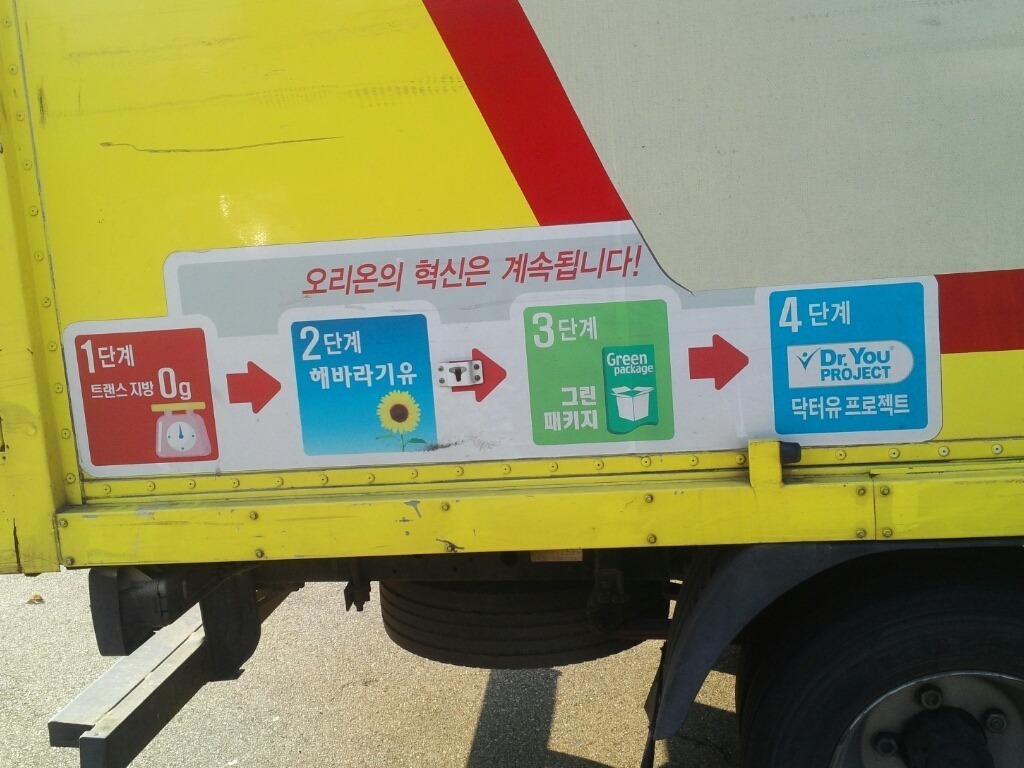 오리온의 혁신은 계속됩니다!
1단계
트랜스 지방 0g
2단계
해바라기유
3단계
Green
package
그린
패키지
4단계
Dr. You®
PROJECT
닥터유 프로젝트